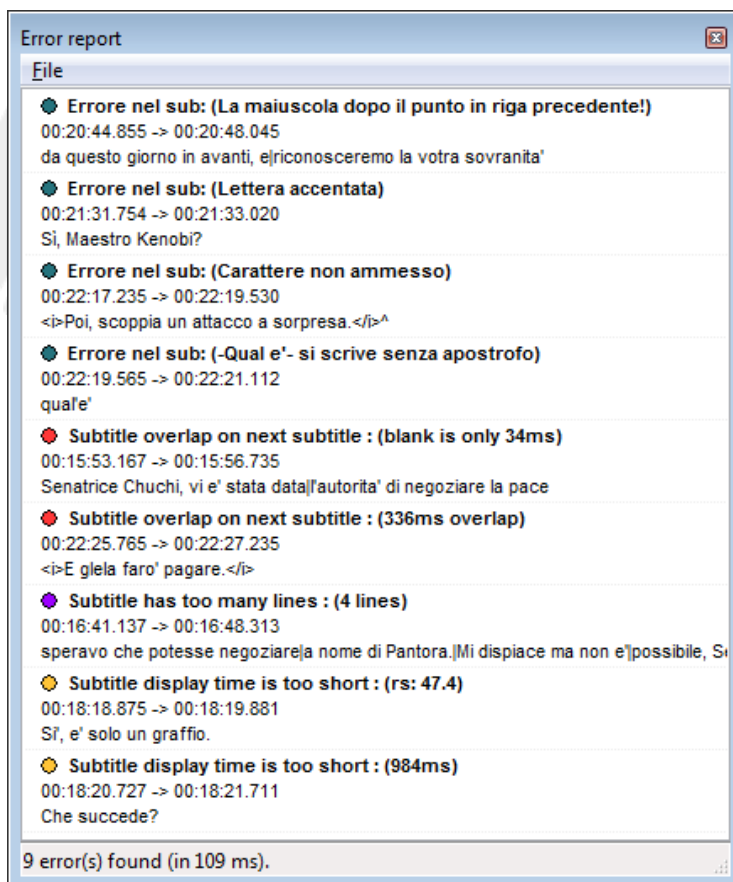 Error report
File
Errore nel sub: (La maiuscola dopo il punto in riga precedente!)
00:20:44.855 -> 00:20:48.045
da questo giorno in avanti, e|riconosceremo la votra sovranita'
Errore nel sub: (Lettera accentata)
00:21:31.754 -> 00:21:33.020
Sì, Maestro Kenobi?
Errore nel sub: (Carattere non ammesso)
00:22:17.235 -> 00:22:19.530
<i>Poi, scoppia un attacco a sorpresa.</i>^
Errore nel sub: (-Qual e'- si scrive senza apostrofo)
00:22:19.565 -> 00:22:21.112
qual'e'
Subtitle overlap on next subtitle : (blank is only 34ms)
00:15:53.167 -> 00:15:56.735
Senatrice Chuchi, vi e' stata data|l'autorita' di negoziare la pace
Subtitle overlap on next subtitle : (336ms overlap)
00:22:25.765 -> 00:22:27.235
<i>E glela faro' pagare.</i>
Subtitle has too many lines : (4 lines)
00:16:41.137 -> 00:16:48.313
speravo che potesse negoziare|a nome di Pantora.|Mi dispiace ma non e'|possibile,
Subtitle display time is too short : (rs: 47.4)
00:18:18.875 -> 00:18:19.881
Si', e' solo un graffio.
Subtitle display time is too short : (984ms)
00:18:20.727 -> 00:18:21.711
Che succede?
9 error(s) found (in 109 ms).